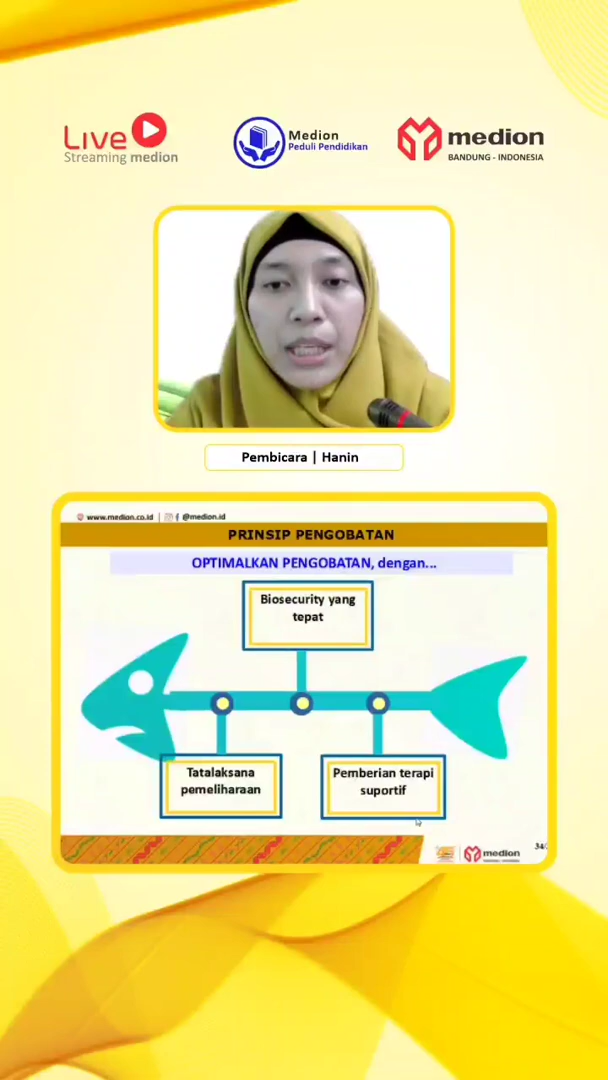 Live
Streaming medion
Medion
Peduli Pendidikan
medion
BANDUNG - INDONESIA
Pembicara | Hanin
www.medion.co.id | @medion.id
PRINSIP PENGOBATAN
OPTIMALKAN PENGOBATAN, dengan...
Biosecurity yang
tepat
Tatalaksana
pemeliharaan
Pemberian terapi
suportif
medion
34/